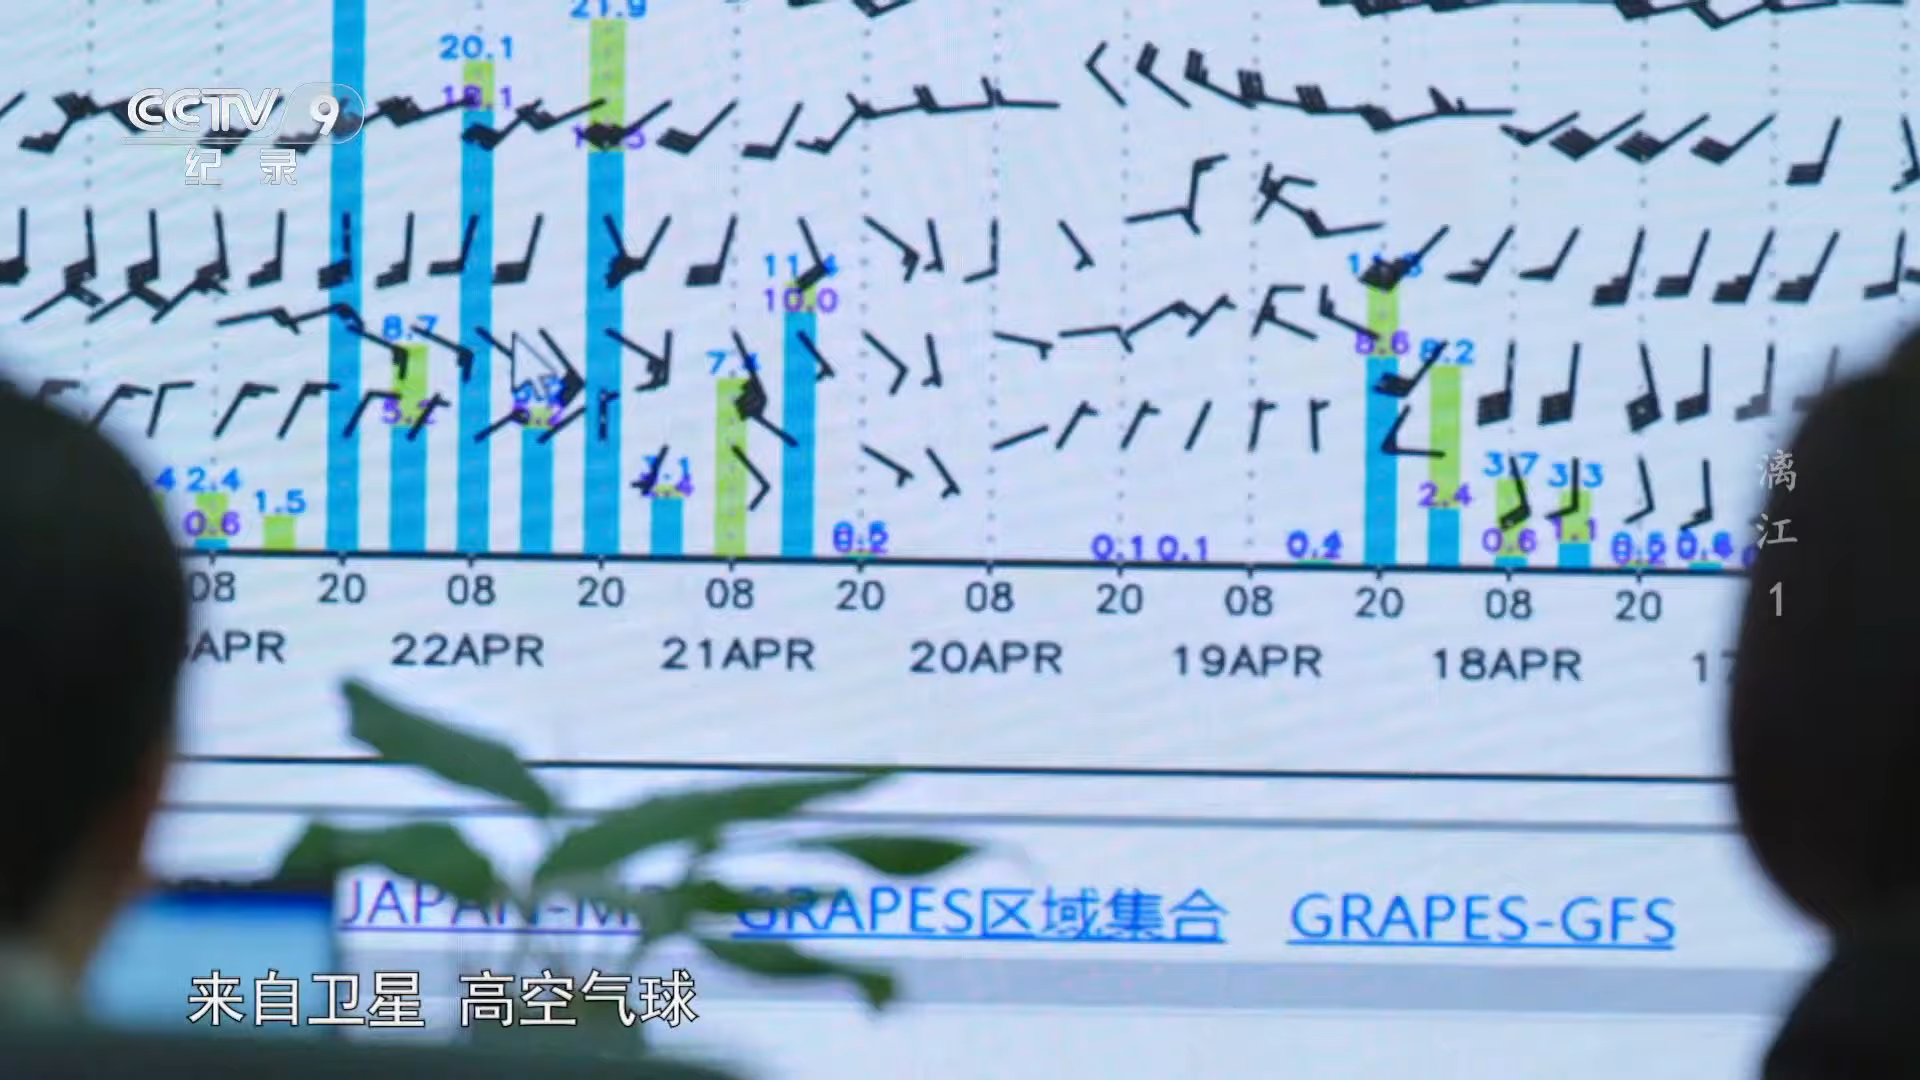 21.9
20.1
18.1
CCTV 9
纪 录
11.4
10.0
8.7
5.2
7.4
8.6
8.2
2.4
3.7
3.3
漓江 1
4 2.4 1.5
0.6
0.6
1.1
0.1 0.1
08 20 08 20 08 20 08 20 08 20 08 20
APR 22APR 21APR 20APR 19APR 18APR 17
JAPAN-M GRAPES区域集合 GRAPES-GFS
来自卫星 高空气球